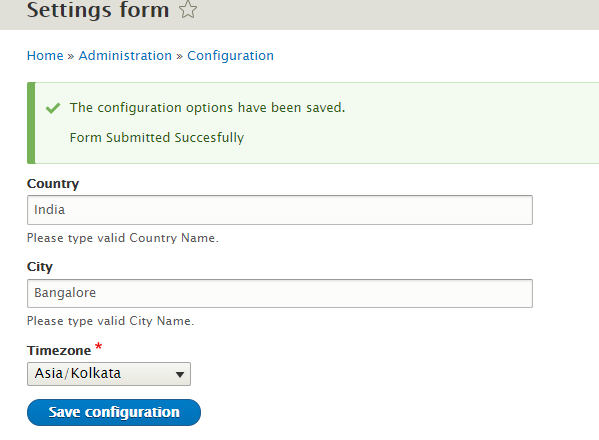 Settings form
Home » Administration » Configuration
The configuration options have been saved.
Form Submitted Succesfully
Country
India
Please type valid Country Name.
City
Bangalore
Please type valid City Name.
Timezone *
Asia/Kolkata
Save configuration